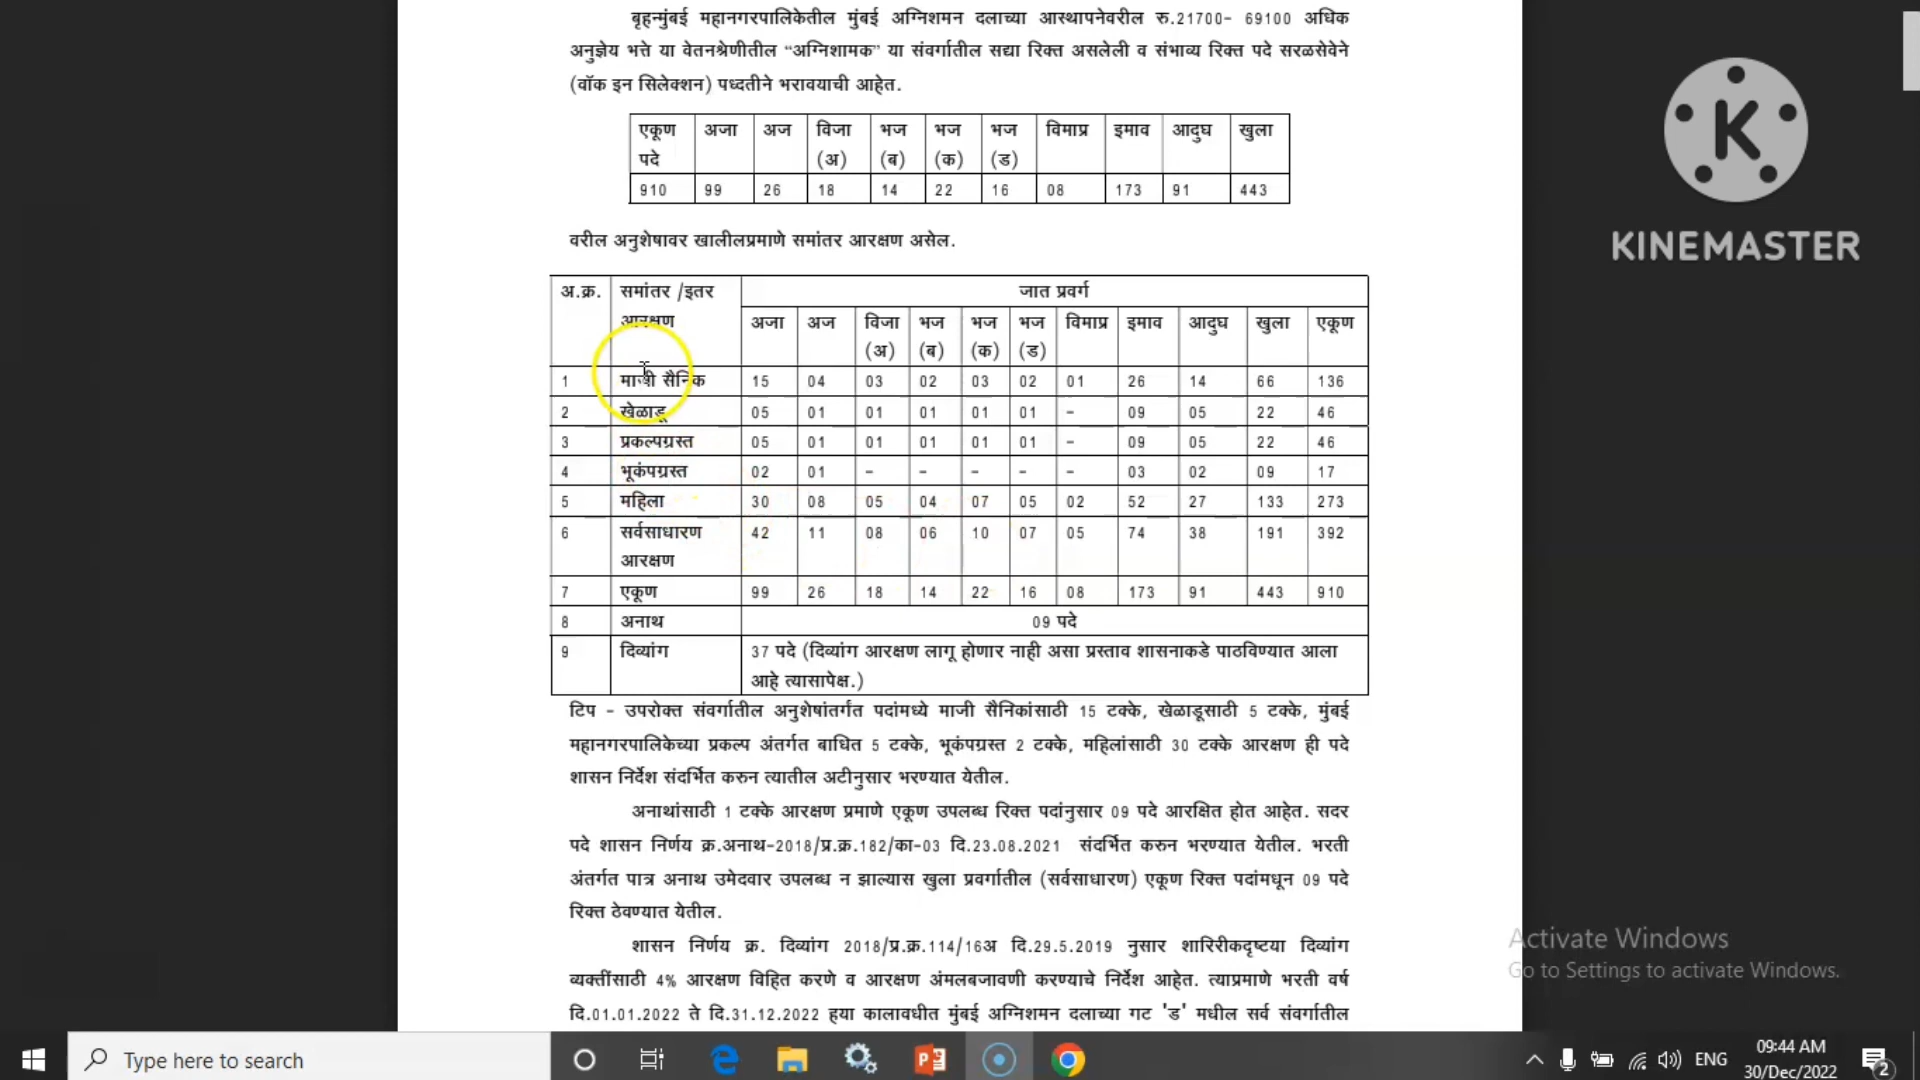 बृहन्मुंबई महानगरपालिकेतील मुंबई अग्निशमन दलाच्या आस्थापनेवरील रु.21700- 69100 अधिक
अनुज्ञेय भत्ते या वेतनश्रेणीतील “अग्निशामक” या संवर्गातील सद्या रिक्त असलेली व संभाव्य रिक्त पदे सरळसेवेने
(वॉक इन सिलेक्शन) पध्दतीने भरावयाची आहेत.
एकूण पदे अजा अज विजा (अ) भज (ब) भज (क) भज (ड) विमाप्र इमाव आदुघ खुला
910 99 26 18 14 22 16 08 173 91 443
वरील अनुशेषावर खालीलप्रमाणे समांतर आरक्षण असेल.
अ.क्र. समांतर /इतर आरक्षण जात प्रवर्ग
अजा अज विजा (अ) भज (ब) भज (क) भज (ड) विमाप्र इमाव आदुघ खुला एकूण
1 माजी सैनिक 15 04 03 02 03 02 01 26 14 66 136
2 खेळाडू 05 01 01 01 01 01 - 09 05 22 46
3 प्रकल्पग्रस्त 05 01 01 01 01 01 - 09 05 22 46
4 भूकंपग्रस्त 02 01 - - - - - 03 02 09 17
5 महिला 30 08 05 04 07 05 02 52 27 133 273
6 सर्वसाधारण आरक्षण 42 11 08 06 10 07 05 74 38 191 392
7 एकूण 99 26 18 14 22 16 08 173 91 443 910
8 अनाथ 09 पदे
9 दिव्यांग 37 पदे (दिव्यांग आरक्षण लागू होणार नाही असा प्रस्ताव शासनाकडे पाठविण्यात आला
आहे त्यासापेक्ष.)
टिप - उपरोक्त संवर्गातील अनुशेषांतर्गत पदांमध्ये माजी सैनिकांसाठी 15 टक्के, खेळाडूसाठी 5 टक्के, मुंबई
महानगरपालिकेच्या प्रकल्प अंतर्गत बाधित 5 टक्के, भूकंपग्रस्त 2 टक्के, महिलांसाठी 30 टक्के आरक्षण ही पदे
शासन निर्देश संदर्भित करुन त्यातील अटीनुसार भरण्यात येतील.
अनाथांसाठी 1 टक्के आरक्षण प्रमाणे एकूण उपलब्ध रिक्त पदांनुसार 09 पदे आरक्षित होत आहेत. सदर
पदे शासन निर्णय क्र.अनाथ-2018/प्र.क्र.182/का-03 दि.23.08.2021 संदर्भित करुन भरण्यात येतील. भरती
अंतर्गत पात्र अनाथ उमेदवार उपलब्ध न झाल्यास खुला प्रवर्गातील (सर्वसाधारण) एकूण रिक्त पदांमधून 09 पदे
रिक्त ठेवण्यात येतील.
शासन निर्णय क्र. दिव्यांग 2018/प्र.क्र.114/16अ दि.29.5.2019 नुसार शारिरीकदृष्टया दिव्यांग
व्यक्तींसाठी 4% आरक्षण विहित करणे व आरक्षण अंमलबजावणी करण्याचे निर्देश आहेत. त्याप्रमाणे भरती वर्ष
दि.01.01.2022 ते दि.31.12.2022 हया कालावधीत मुंबई अग्निशमन दलाच्या गट 'ड' मधील सर्व संवर्गातील
K
KINEMASTER
Activate Windows
Go to Settings to activate Windows.
Type here to search
ENG
09:44 AM
30/Dec/2022
2